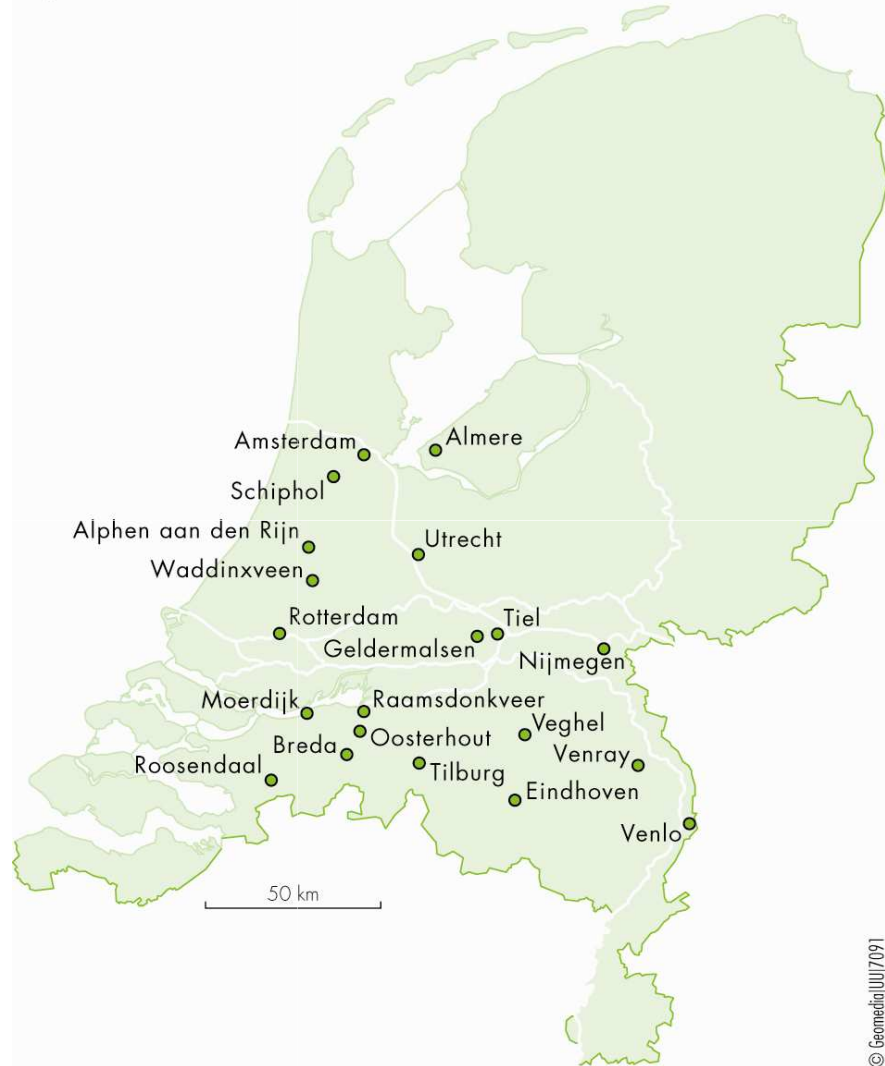 Amsterdam
Almere
Schiphol
Alphen aan den Rijn
Utrecht
Waddinxveen
Rotterdam
Tiel
Geldermalsen
Nijmegen
Moerdijk
Raamsdonkveer
Veghel
Oosterhout
Breda
Venray
Roosendaal
Tilburg
Eindhoven
Venlo
50 km
© Geomedia|UU|7091